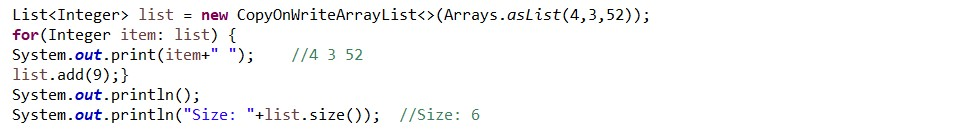 List<Integer> list = new CopyOnWriteArrayList<>(Arrays.asList(4,3,52));
for(Integer item: list) {
System.out.print(item+" ");    //4 3 52
list.add(9);}
System.out.println();
System.out.println("Size: "+list.size());  //Size: 6